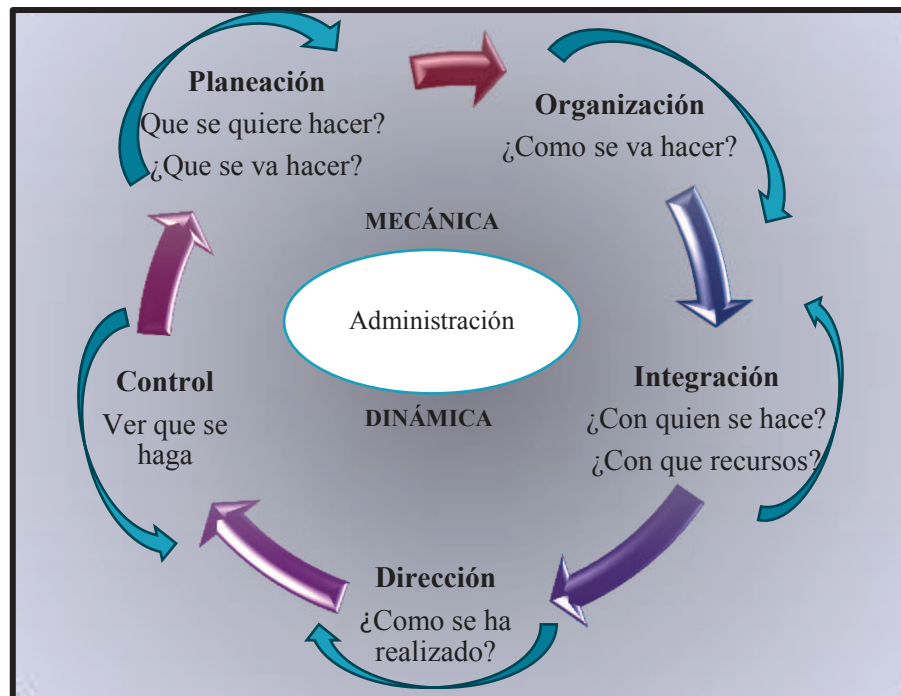 Planeación
Que se quiere hacer?
¿Que se va hacer?
Organización
¿Como se va hacer?
MECÁNICA
Administración
DINÁMICA
Integración
¿Con quien se hace?
¿Con que recursos?
Dirección
¿Como se ha
realizado?
Control
Ver que se
haga